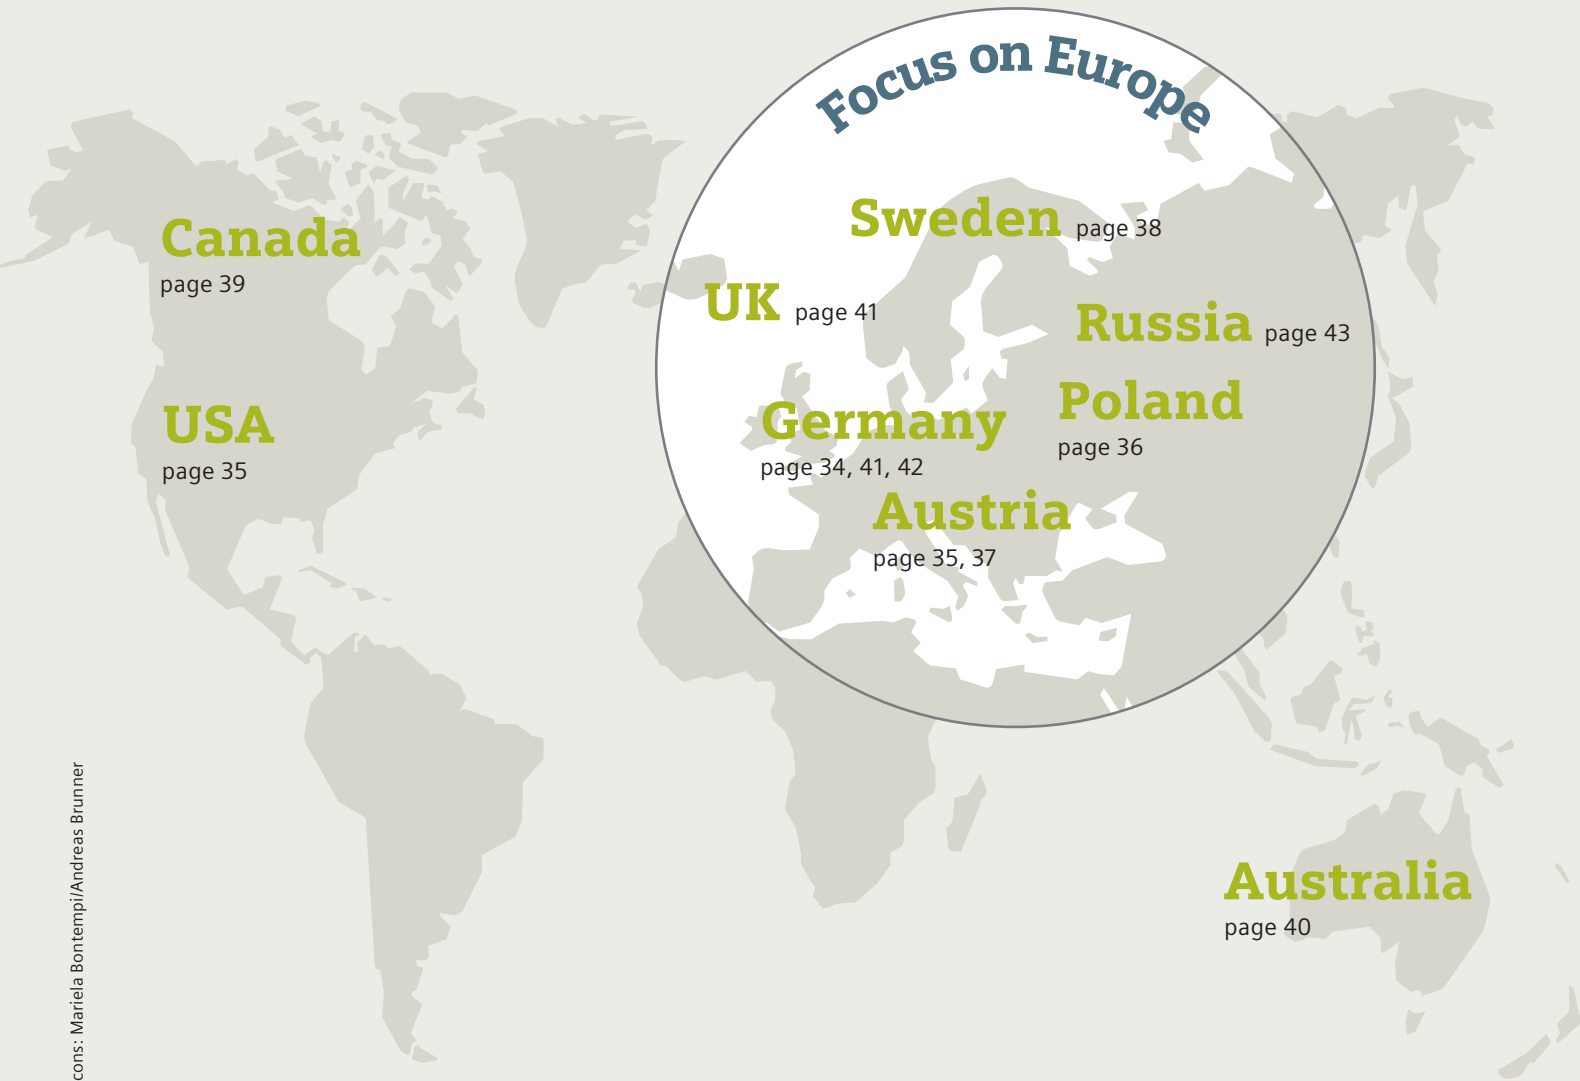 Focus on Europe
Canada
page 39
USA
page 35
Sweden page 38
UK page 41
Russia page 43
Germany
page 34, 41, 42
Poland
page 36
Austria
page 35, 37
Australia
page 40
cons: Mariela Bontempi/Andreas Brunner